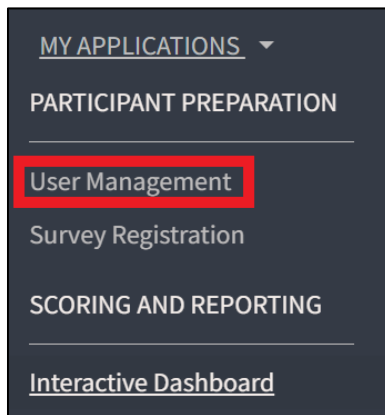 MY APPLICATIONS
PARTICIPANT PREPARATION
User Management
Survey Registration
SCORING AND REPORTING
Interactive Dashboard